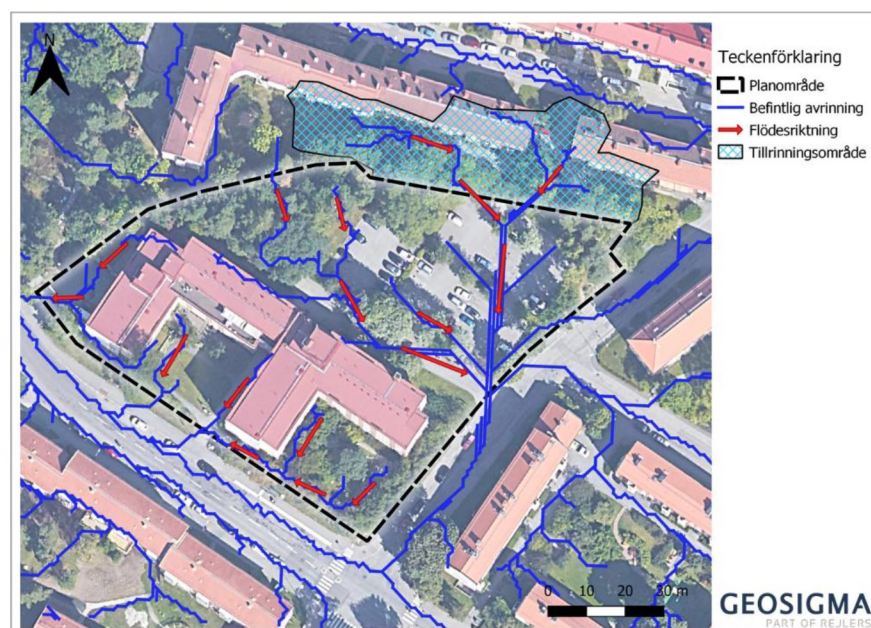 N
Teckenförklaring
Planområde
Befintlig avrinning
Flödesriktning
Tillrinningsområde
0 10 20 30 m
GEOSIGMA
PART OF REJLERS